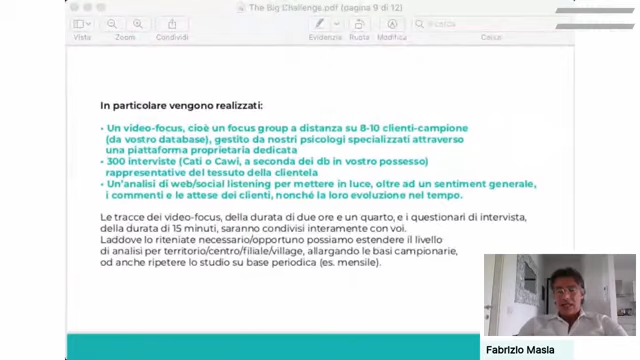 The Big Challenge.pdf (pagina 9 di 12)
Vista
Zoom
Condividi
Evidenzia
Ruota
Modifica
Cerca
In particolare vengono realizzati:
• Un video-focus, cioè un focus group a distanza su 8-10 clienti-campione
(da vostro database), gestito da nostri psicologi specializzati attraverso
una piattaforma proprietaria dedicata
• 300 interviste (Cati o Cawi, a seconda dei db in vostro possesso)
rappresentative del tessuto della clientela
• Un'analisi di web/social listening per mettere in luce, oltre ad un sentiment generale,
i commenti e le attese dei clienti, nonché la loro evoluzione nel tempo.
Le tracce dei video-focus, della durata di due ore e un quarto, e i questionari di intervista,
della durata di 15 minuti, saranno condivisi interamente con voi.
Laddove lo riteniate necessario/opportuno possiamo estendere il livello
di analisi per territorio/centro/filiale/village, allargando le basi campionarie,
od anche ripetere lo studio su base periodica (es. mensile).
Fabrizio Masia